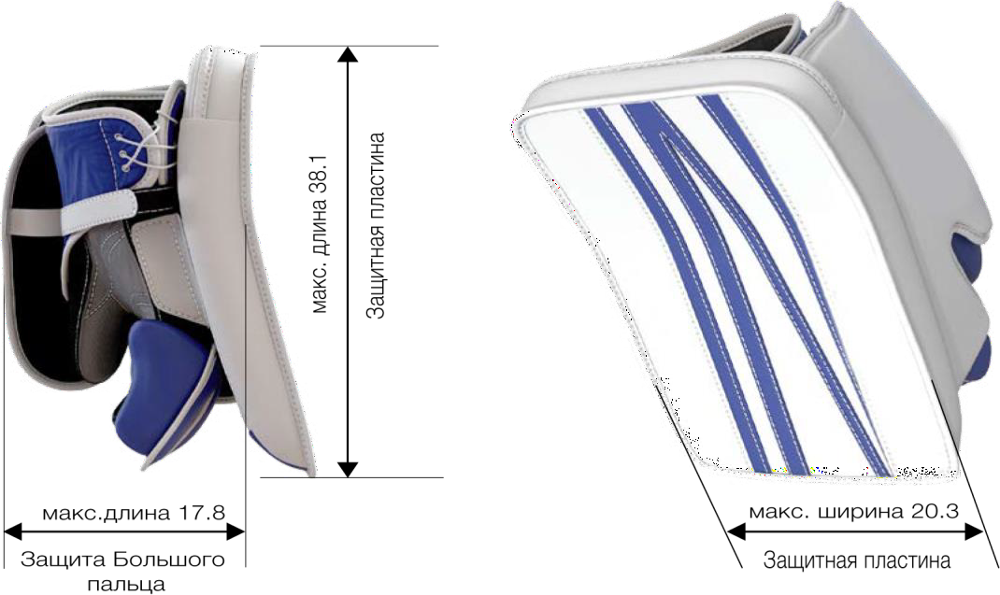 макс. длина 38.1
Защитная пластина
макс.длина 17.8
Защита Большого
пальца
макс. ширина 20.3
Защитная пластина